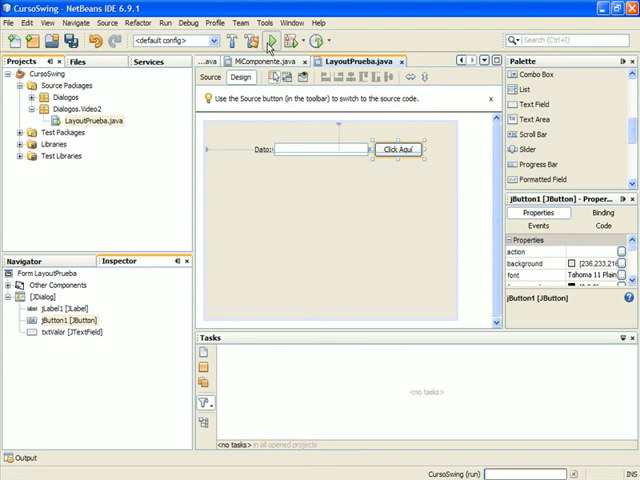 CursoSwing - NetBeans IDE 6.9.1
File Edit View Navigate Source Refactor Run Debug Profile Team Tools Window Help
<default config>
Search (Ctrl+I)
Projects
Files
Services
...ava
MiComponente.java
LayoutPrueba.java
Palette
CursoSwing
Source Packages
Dialogos
Dialogos.Video2
LayoutPrueba.java
Test Packages
Libraries
Test Libraries
Source
Design
Use the Source button (in the toolbar) to switch to the source code.
x
Dato:
Click Aquí
Combo Box
List
Text Field
Text Area
Scroll Bar
Slider
Progress Bar
Formatted Field
jButton1 [JButton] - Proper...
Properties
Binding
Events
Code
Properties
action
background
[236,233,216
font
Tahoma 11 Plain
jButton1 [JButton]
Navigator
Inspector
Form LayoutPrueba
Other Components
[JDialog]
jLabel1 [JLabel]
jButton1 [JButton]
txtValor [JTextField]
Tasks
<no tasks>
<no tasks> in all opened projects
Output
CursoSwing (run)
INS